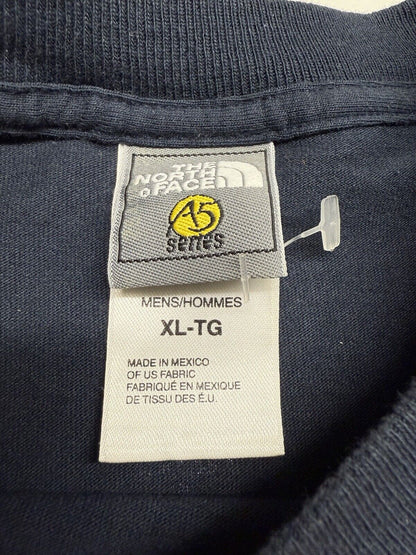 THE
NORTH
FACE
A5
series
MENS/HOMMES
XL-TG
MADE IN MEXICO
OF US FABRIC
FABRIQUÉ EN MEXIQUE
DE TISSU DES É.U.